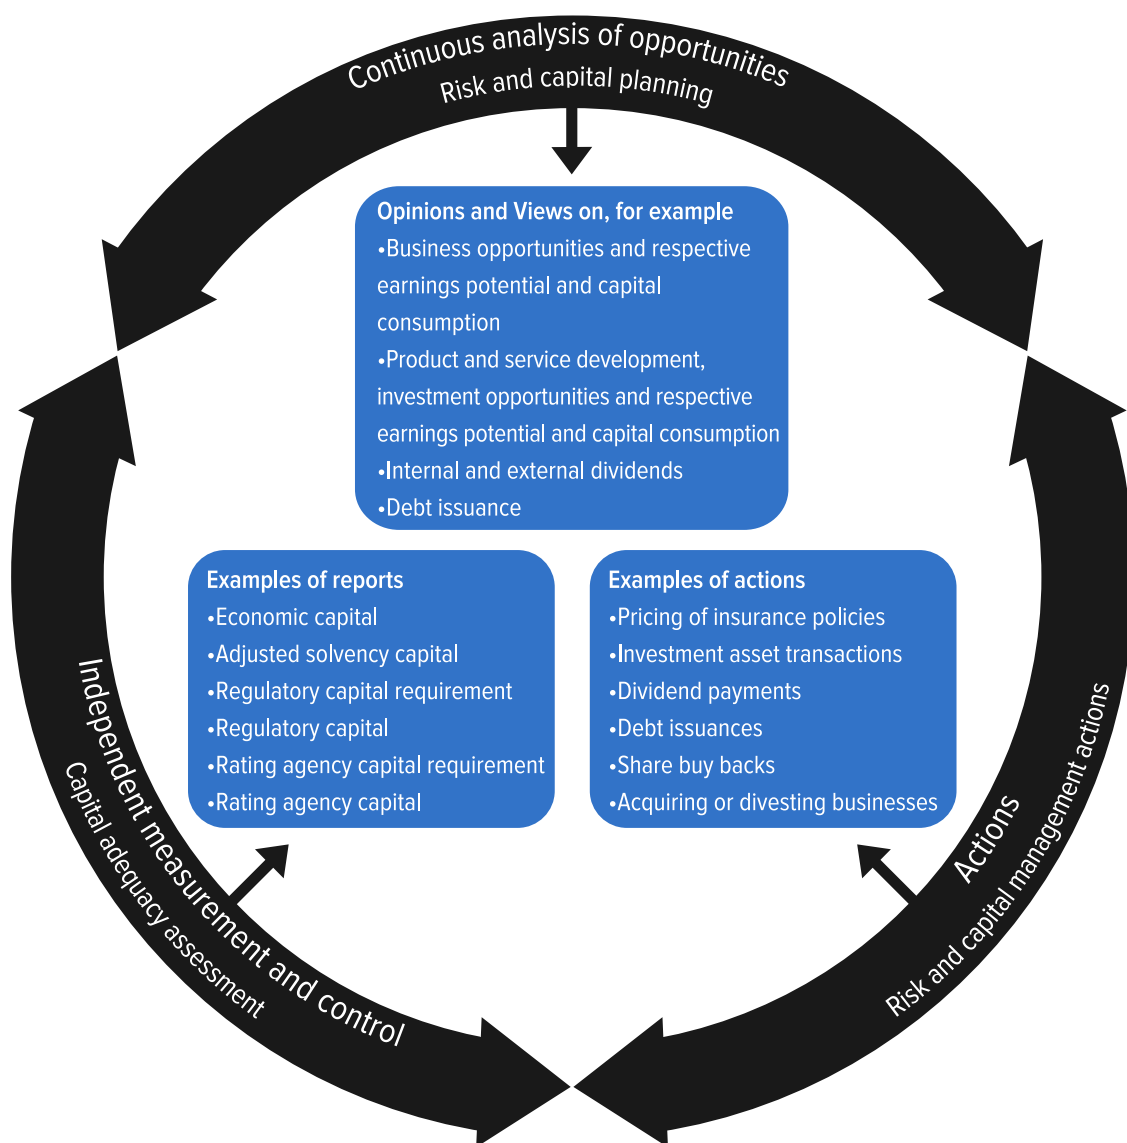 Continuous analysis of opportunities
Risk and capital planning
Opinions and Views on, for example
•Business opportunities and respective
earnings potential and capital
consumption
•Product and service development,
investment opportunities and respective
earnings potential and capital consumption
•Internal and external dividends
•Debt issuance
Examples of reports
•Economic capital
•Adjusted solvency capital
•Regulatory capital requirement
•Regulatory capital
•Rating agency capital requirement
•Rating agency capital
Examples of actions
•Pricing of insurance policies
•Investment asset transactions
•Dividend payments
•Debt issuances
•Share buy backs
•Acquiring or divesting businesses
Independent measurement and control
Capital adequacy assessment
Actions
Risk and capital management actions